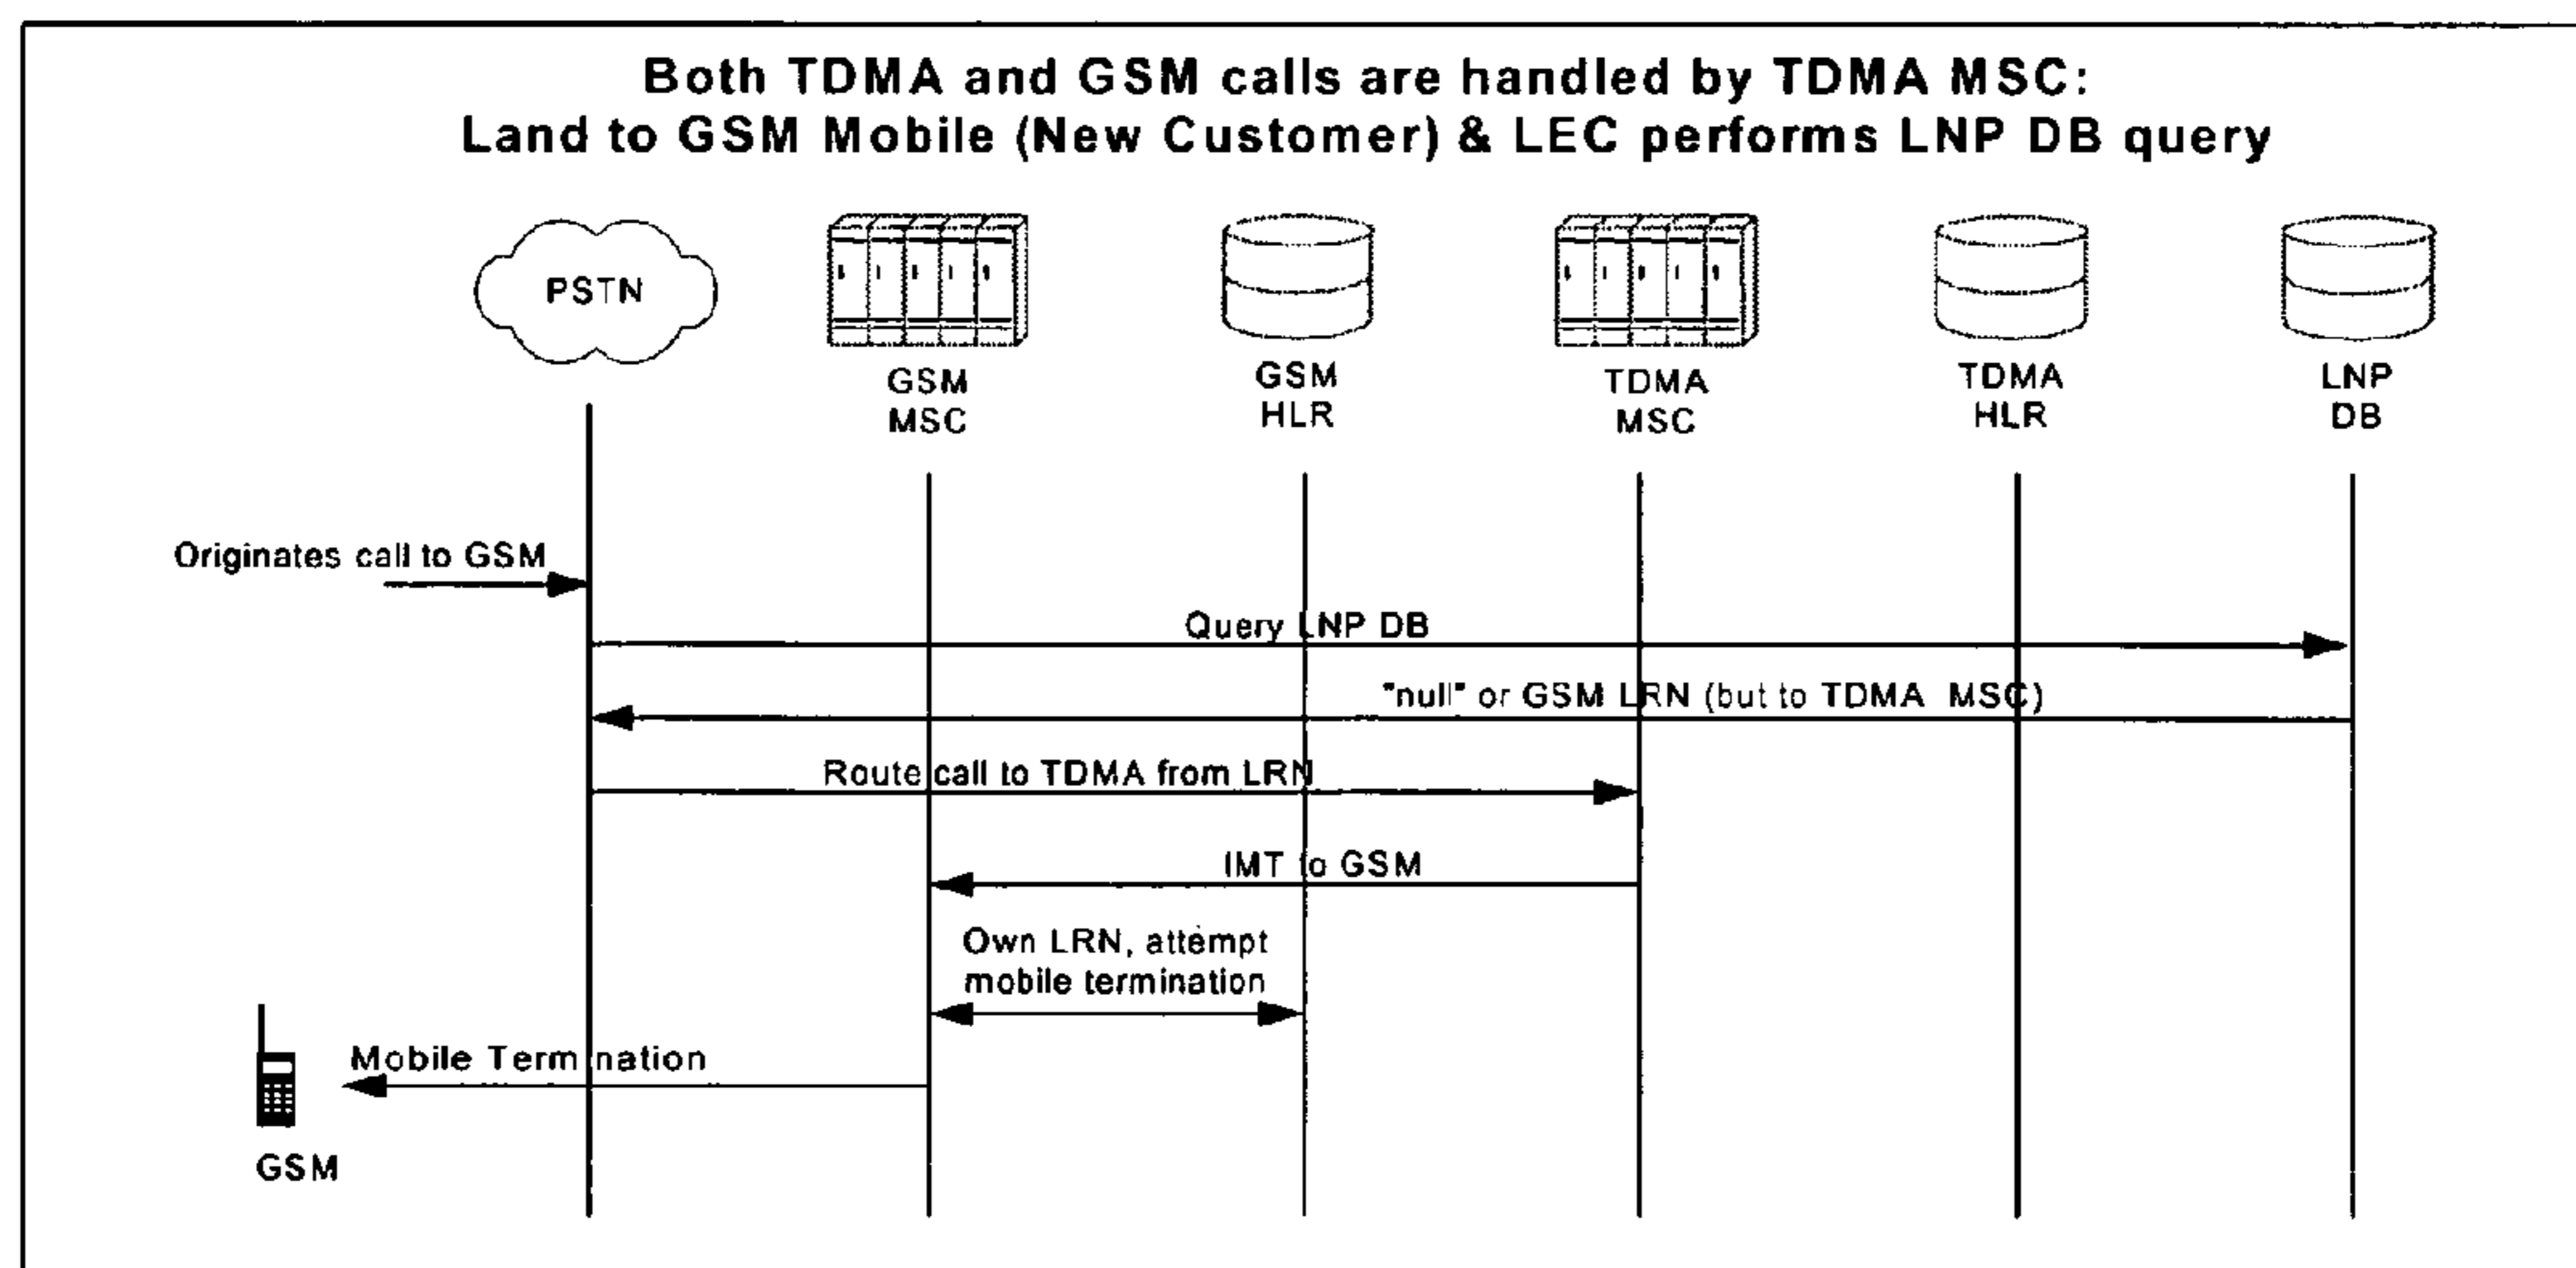 Both TDMA and GSM calls are handled by TDMA MSC:
Land to GSM Mobile (New Customer) & LEC performs LNP DB query
PSTN
GSM
MSC
GSM
HLR
TDMA
MSC
TDMA
HLR
LNP
DB
Originates call to GSM
Query LNP DB
"null" or GSM LRN (but to TDMA MSC)
Route call to TDMA from LRN
IMT to GSM
Own LRN, attempt
mobile termination
Mobile Termination
GSM